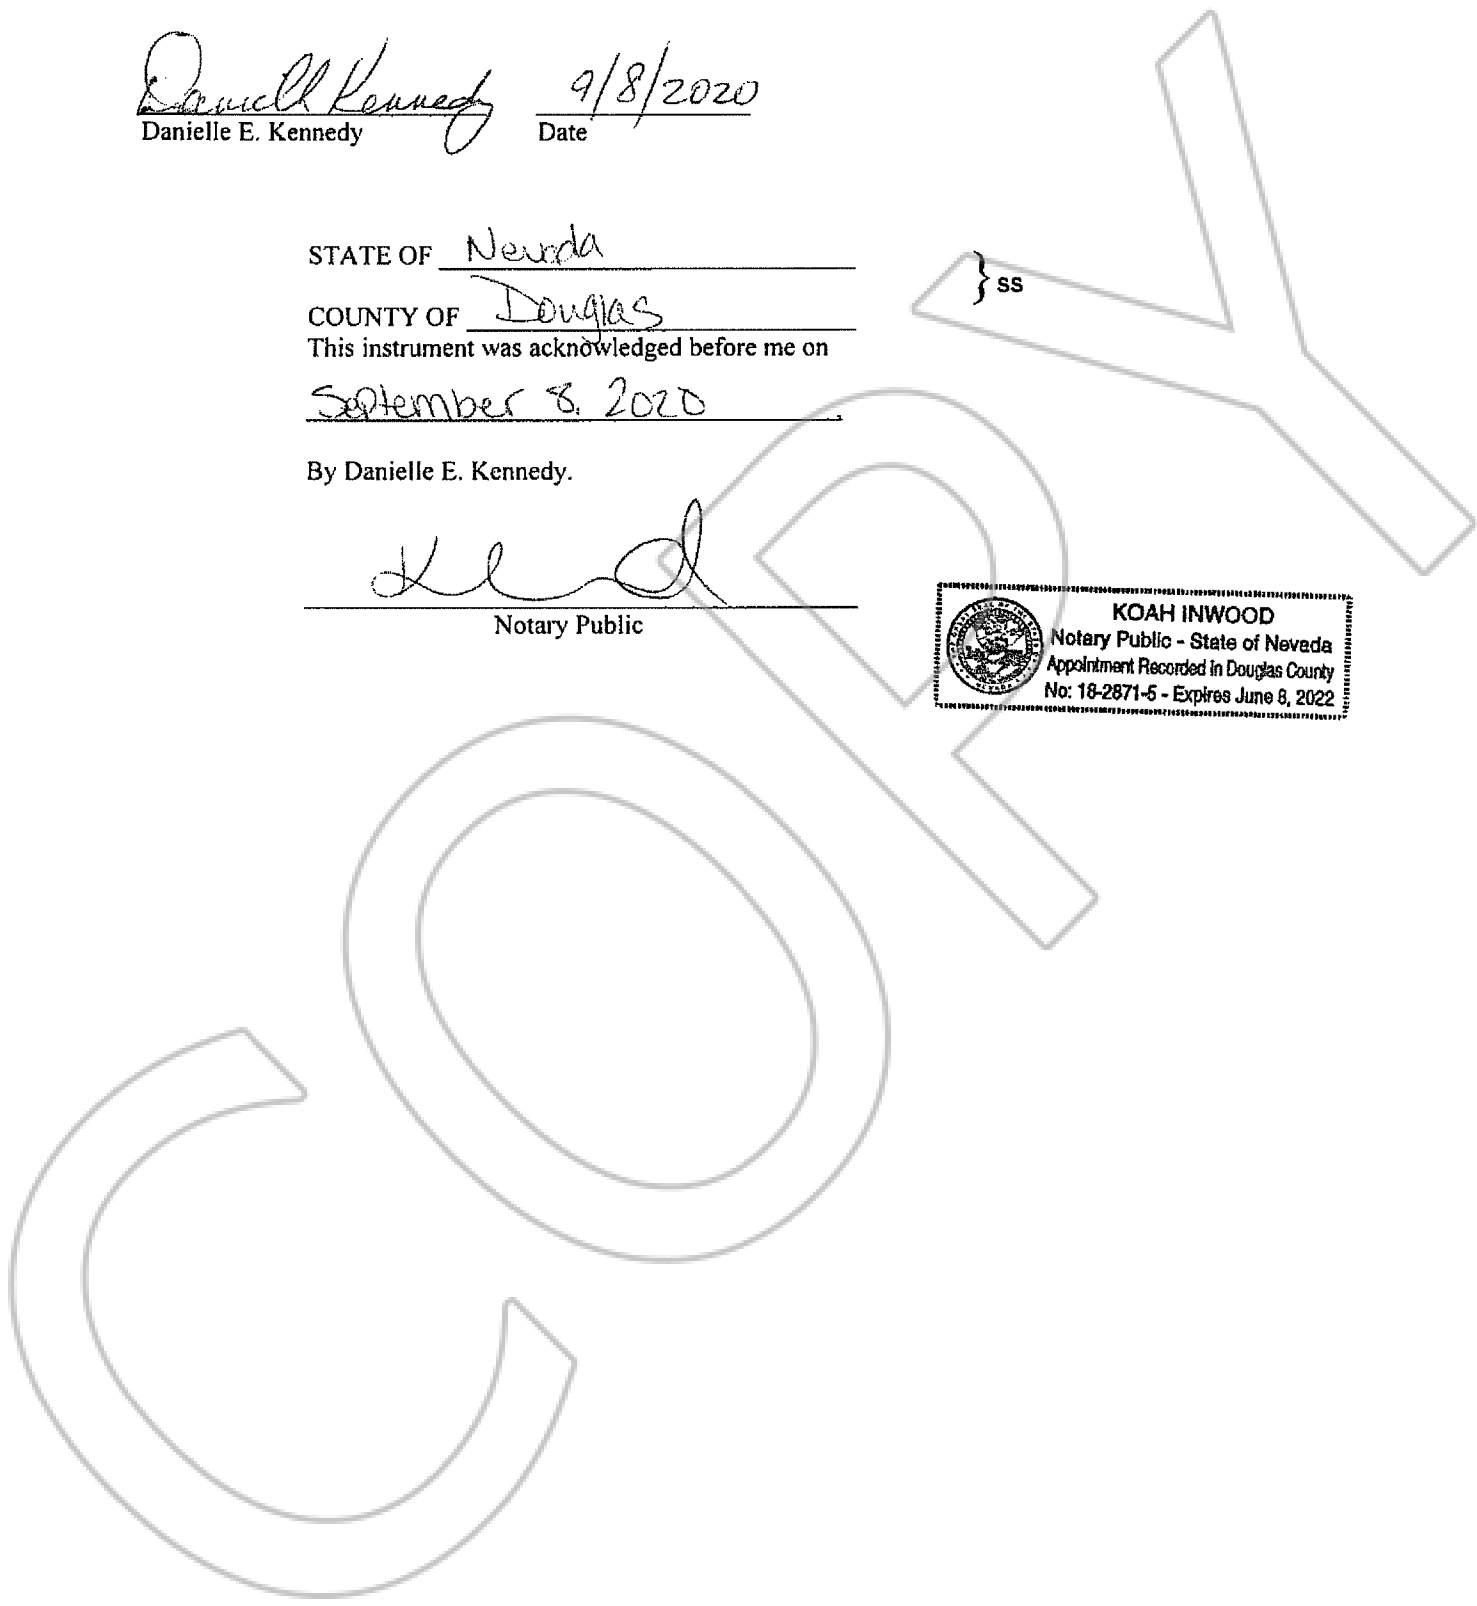 Danielle Kennedy 9/8/2020
Danielle E. Kennedy Date
STATE OF Nevada
} ss
COUNTY OF Douglas
This instrument was acknowledged before me on
September 8, 2020.
By Danielle E. Kennedy.
Notary Public
KOAH INWOOD
Notary Public - State of Nevada
Appointment Recorded in Douglas County
No: 18-2871-5 - Expires June 8, 2022
COPY